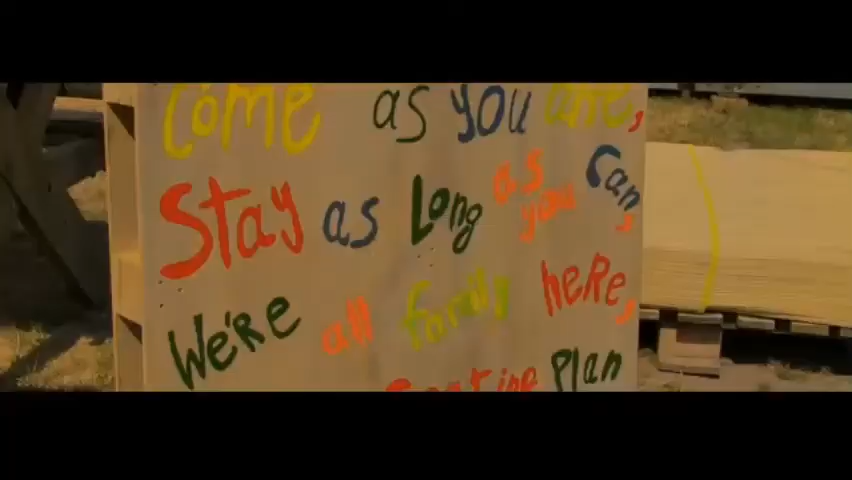 come as you are,
Stay as Long as you can,
We're all family here,
Plan